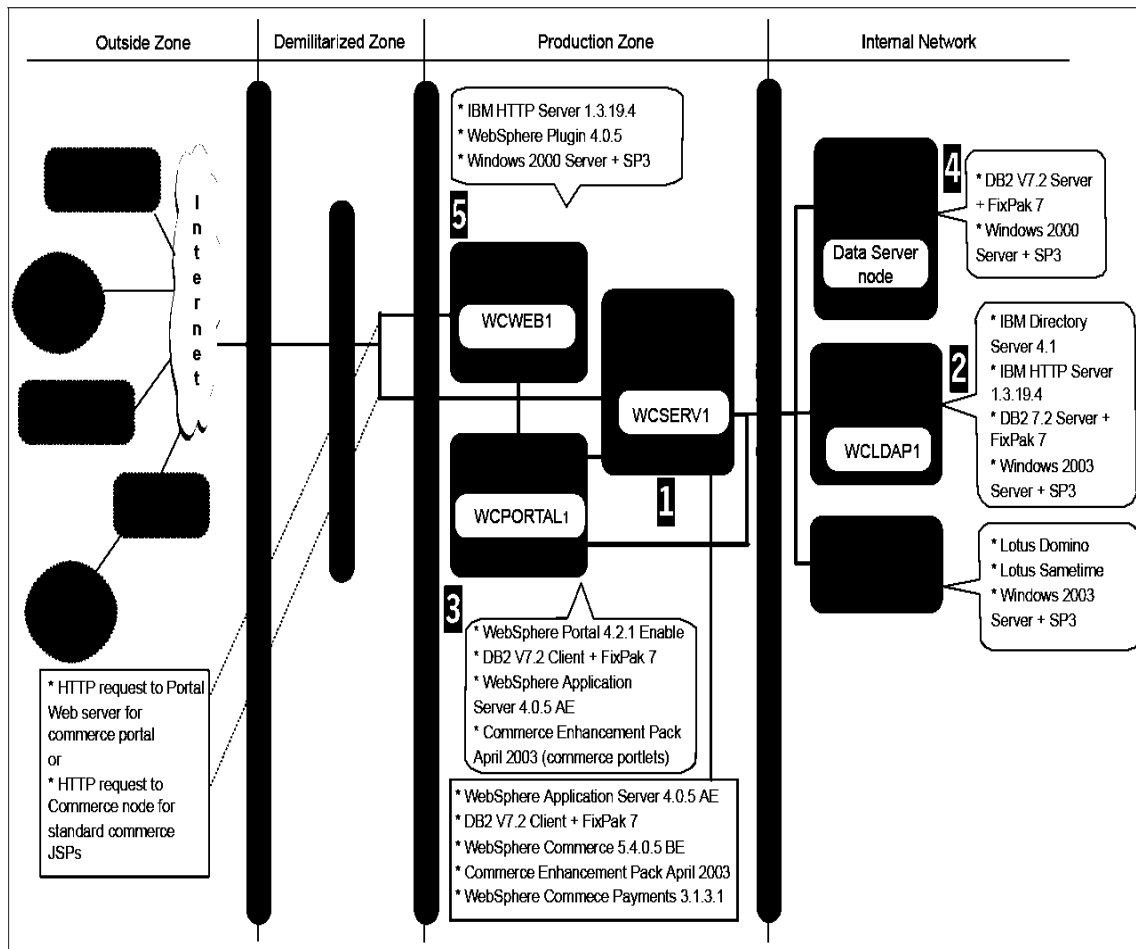 Outside Zone
Demilitarized Zone
Production Zone
Internal Network
Internet
* IBM HTTP Server 1.3.19.4
* WebSphere Plugin 4.0.5
* Windows 2000 Server + SP3
5
WCWEB1
WCSERV1
1
WCPORTAL1
3
* WebSphere Portal 4.2.1 Enable
* DB2 V7.2 Client + FixPak 7
* WebSphere Application
Server 4.0.5 AE
* Commerce Enhancement Pack
April 2003 (commerce portlets)
* WebSphere Application Server 4.0.5 AE
* DB2 V7.2 Client + FixPak 7
* WebSphere Commerce 5.4.0.5 BE
* Commerce Enhancement Pack April 2003
* WebSphere Commece Payments 3.1.3.1
4
* DB2 V7.2 Server
+ FixPak 7
* Windows 2000
Server + SP3
Data Server
node
2
* IBM Directory
Server 4.1
* IBM HTTP Server
1.3.19.4
* DB2 7.2 Server +
FixPak 7
* Windows 2003
Server + SP3
WCLDAP1
* Lotus Domino
* Lotus Sametime
* Windows 2003
Server + SP3
* HTTP request to Portal
Web server for
commerce portal
or
* HTTP request to
Commerce node for
standard commerce
JSPs